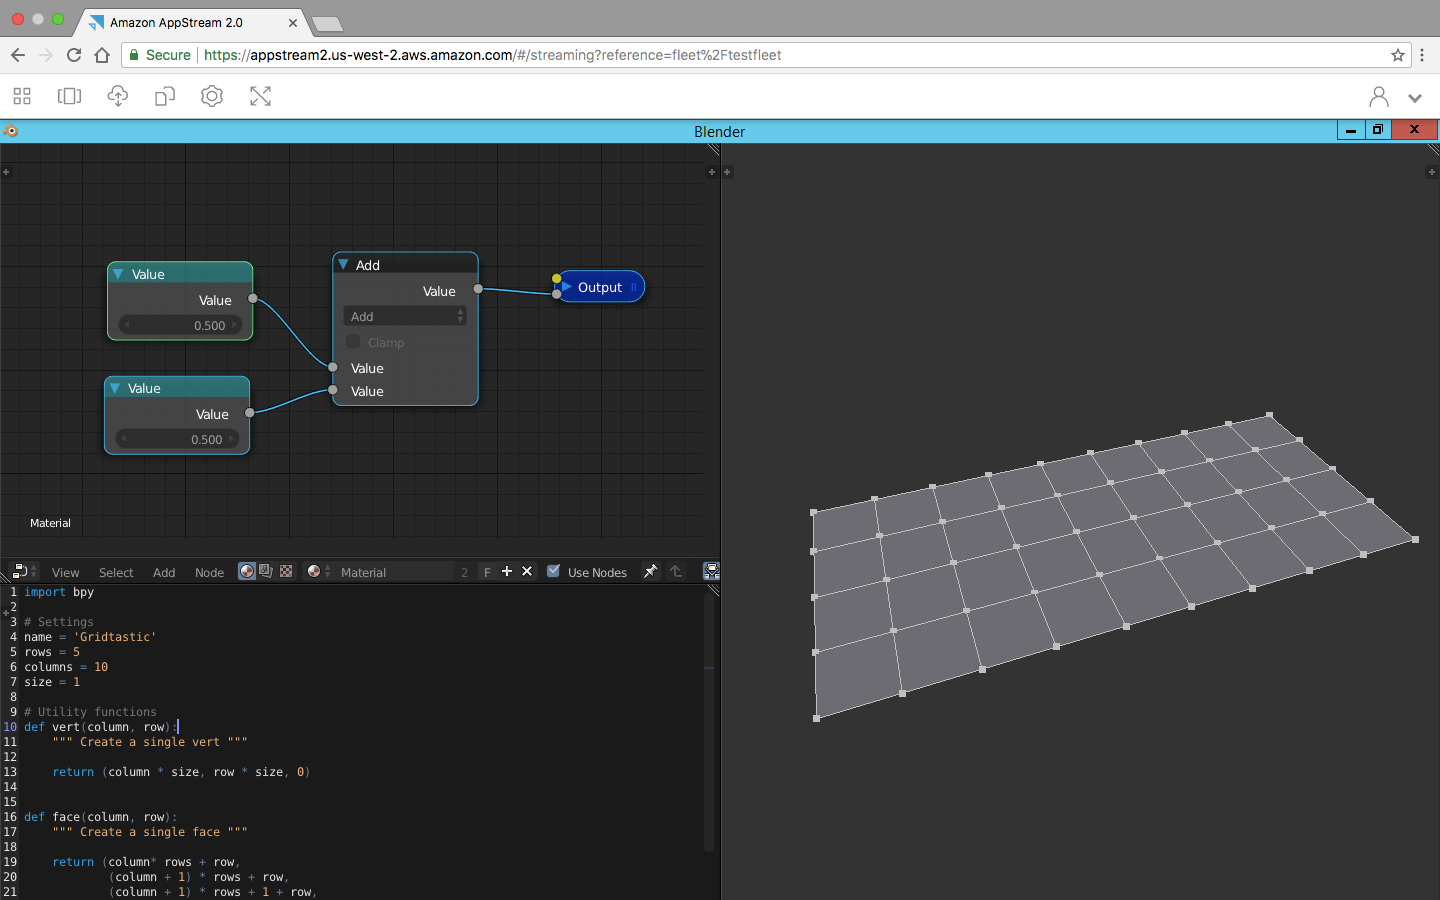 Amazon AppStream 2.0
Secure https://appstream2.us-west-2.aws.amazon.com/#/streaming?reference=fleet%2Ftestfleet
Blender
Value
Value
0.500
Value
Value
0.500
Add
Value
Add
Clamp
Value
Value
Output
Material
View Select Add Node Material 2 F Use Nodes
1 import bpy
2
3 # Settings
4 name = 'Gridtastic'
5 rows = 5
6 columns = 10
7 size = 1
8
9 # Utility functions
10 def vert(column, row):
11 """ Create a single vert """
12
13 return (column * size, row * size, 0)
14
15
16 def face(column, row):
17 """ Create a single face """
18
19 return (column* rows + row,
20 (column + 1) * rows + row,
21 (column + 1) * rows + 1 + row,